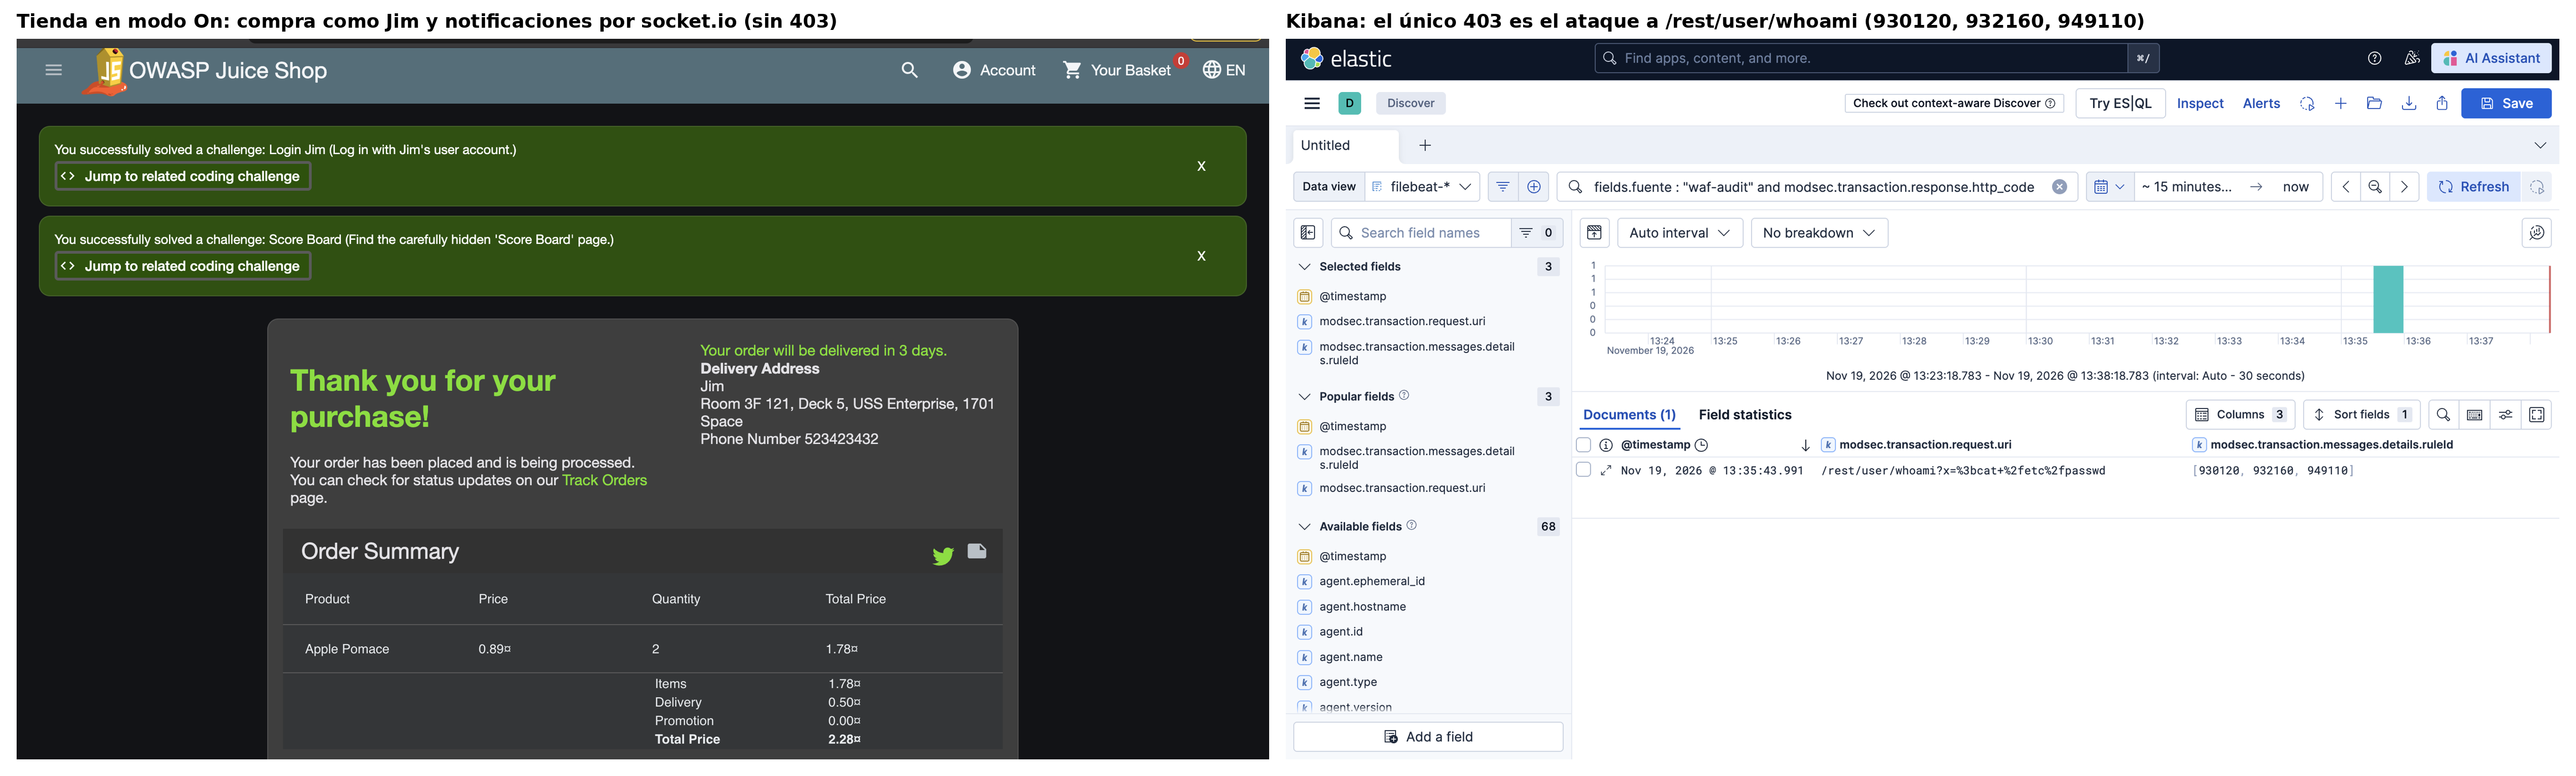 Tienda en modo On: compra como Jim y notificaciones por socket.io (sin 403)
OWASP Juice Shop
Account
Your Basket
0
EN
You successfully solved a challenge: Login Jim (Log in with Jim's user account.)
X
<> Jump to related coding challenge
You successfully solved a challenge: Score Board (Find the carefully hidden 'Score Board' page.)
X
<> Jump to related coding challenge
Thank you for your
purchase!
Your order has been placed and is being processed.
You can check for status updates on our Track Orders
page.
Your order will be delivered in 3 days.
Delivery Address
Jim
Room 3F 121, Deck 5, USS Enterprise, 1701
Space
Phone Number 523423432
Order Summary
Product Price Quantity Total Price
Apple Pomace 0.89¤ 2 1.78¤
Items 1.78¤
Delivery 0.50¤
Promotion 0.00¤
Total Price 2.28¤
Kibana: el único 403 es el ataque a /rest/user/whoami (930120, 932160, 949110)
elastic
Find apps, content, and more.
⌘/
AI Assistant
D
Discover
Check out context-aware Discover
Try ES|QL
Inspect
Alerts
Save
Untitled
Data view
filebeat-*
fields.fuente : "waf-audit" and modsec.transaction.response.http_code
~ 15 minutes... → now
Refresh
Search field names
0
Selected fields 3
@timestamp
k modsec.transaction.request.uri
k modsec.transaction.messages.detail
s.ruleId
Popular fields 3
@timestamp
k modsec.transaction.messages.detail
s.ruleId
k modsec.transaction.request.uri
Available fields 68
@timestamp
k agent.ephemeral_id
k agent.hostname
k agent.id
k agent.name
k agent.type
k agent.version
Add a field
Auto interval
No breakdown
1
1
1
0
0
0
13:24 13:25 13:26 13:27 13:28 13:29 13:30 13:31 13:32 13:33 13:34 13:35 13:36 13:37
November 19, 2026
Nov 19, 2026 @ 13:23:18.783 - Nov 19, 2026 @ 13:38:18.783 (interval: Auto - 30 seconds)
Documents (1)
Field statistics
Columns 3
Sort fields 1
@timestamp
k modsec.transaction.request.uri
k modsec.transaction.messages.details.ruleId
Nov 19, 2026 @ 13:35:43.991 /rest/user/whoami?x=%3bcat+%2fetc%2fpasswd [930120, 932160, 949110]